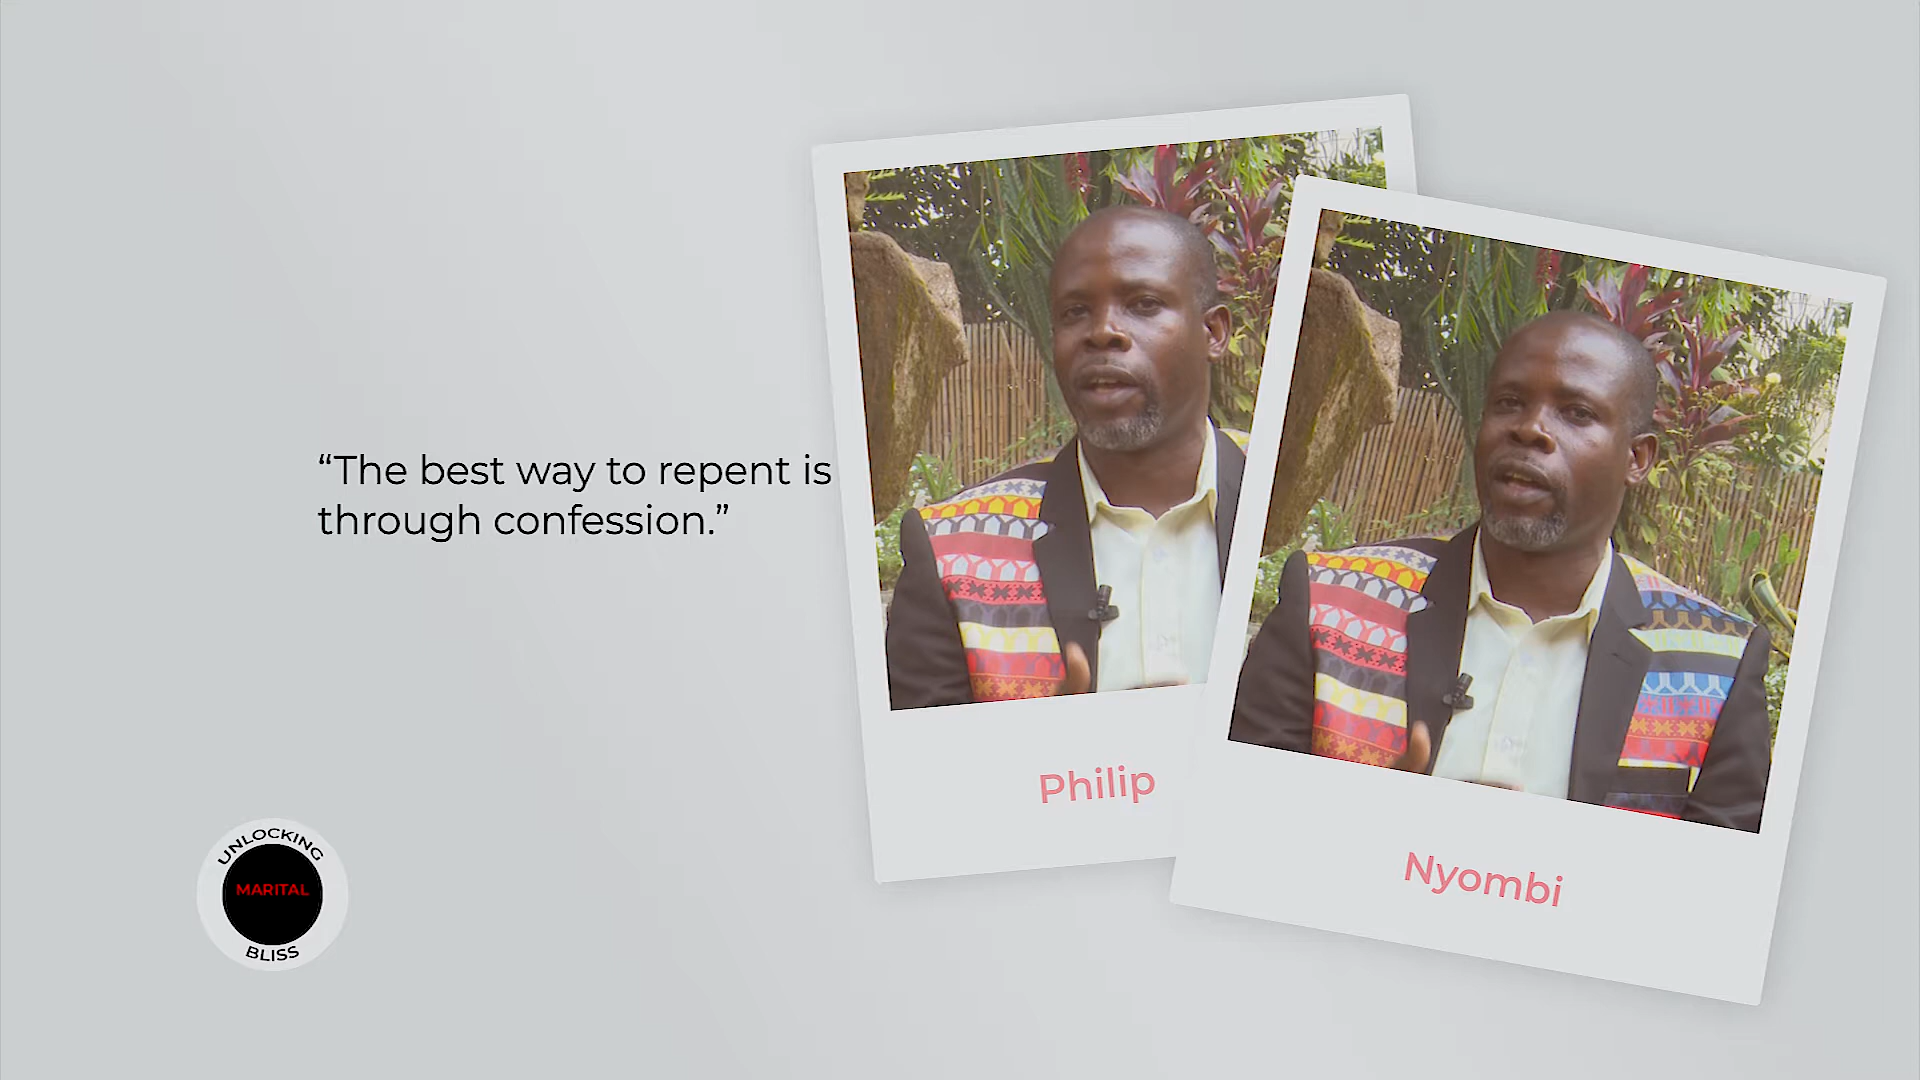 “The best way to repent is
through confession.”
Philip
Nyombi
UNLOCKING
MARITAL
BLISS